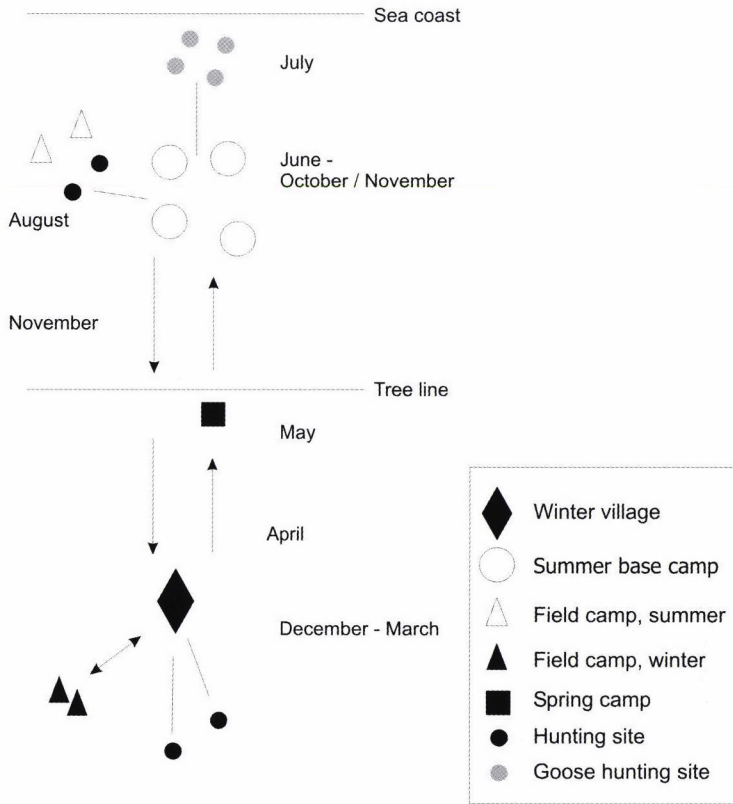 Sea coast
July
June -
October / November
August
November
Tree line
May
April
December - March
Winter village
Summer base camp
Field camp, summer
Field camp, winter
Spring camp
Hunting site
Goose hunting site